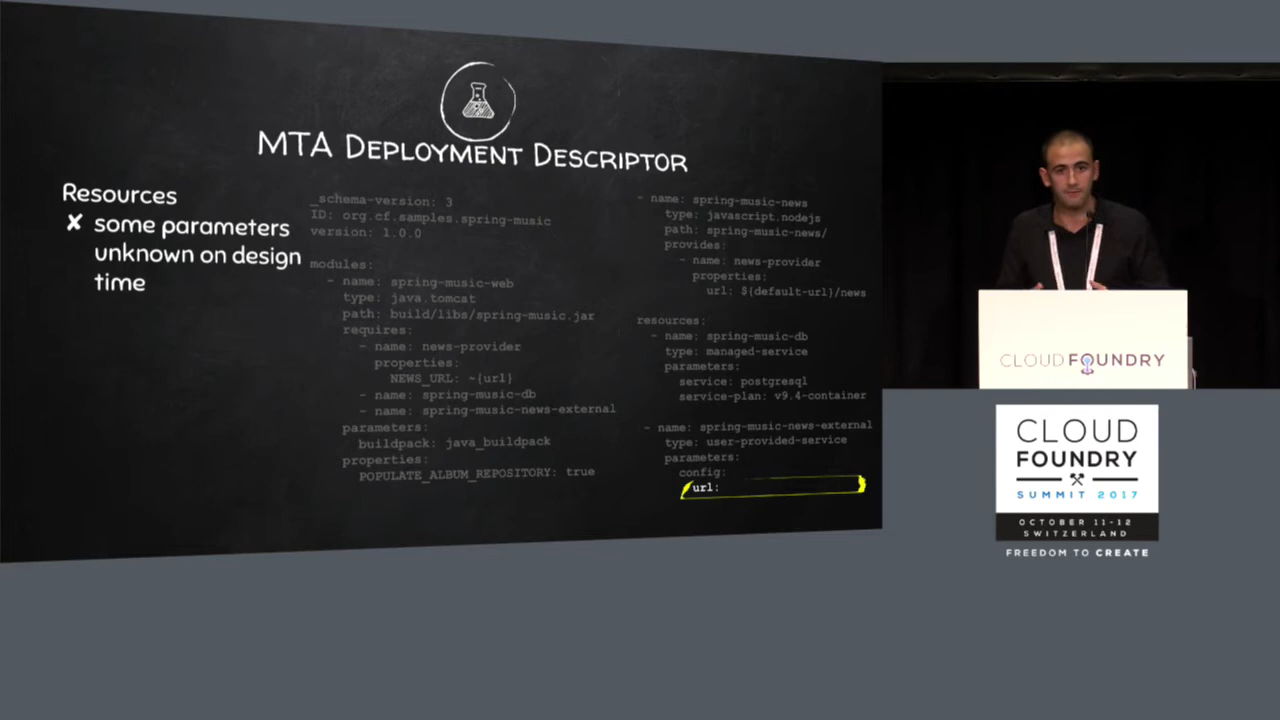 MTA DEPLOYMENT DESCRIPTOR
Resources
✘ some parameters
unknown on design
time
_schema-version: 3
ID: org.cf.samples.spring-music
version: 1.0.0
modules:
- name: spring-music-web
type: java.tomcat
path: build/libs/spring-music.jar
requires:
- name: news-provider
properties:
NEWS_URL: ~{url}
- name: spring-music-db
- name: spring-music-news-external
parameters:
buildpack: java_buildpack
properties:
POPULATE_ALBUM_REPOSITORY: true
- name: spring-music-news
type: javascript.nodejs
path: spring-music-news/
provides:
- name: news-provider
properties:
url: ${default-url}/news
resources:
- name: spring-music-db
type: managed-service
parameters:
service: postgresql
service-plan: v9.4-container
- name: spring-music-news-external
type: user-provided-service
parameters:
config:
url:
CLOUD FOUNDRY
CLOUD
FOUNDRY
SUMMIT 2017
OCTOBER 11-12
SWITZERLAND
FREEDOM TO CREATE